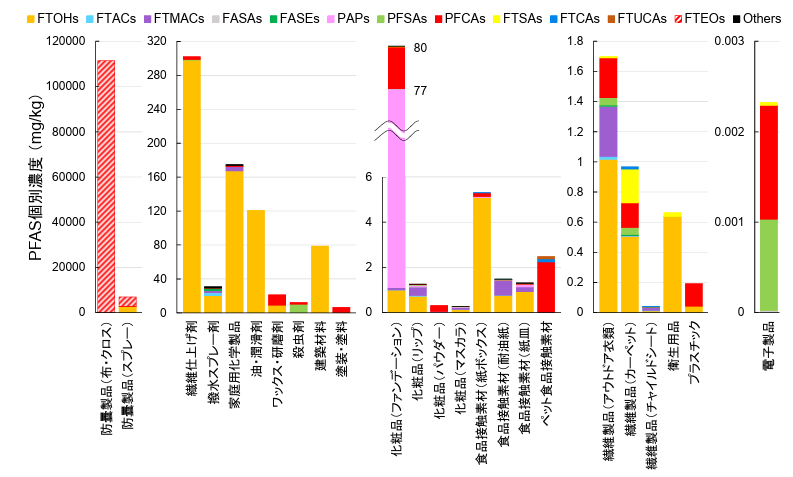 FTOHs FTACs FTMACs FASAs FASEs PAPs PFSAs PFCAs FTSAs FTCAs FTUCAs FTEOs Others
PFAS個別濃度 (mg/kg)
120000
100000
80000
60000
40000
20000
0
防曇製品(布・クロス)
防曇製品(スプレー)
320
280
240
200
160
120
80
40
0
繊維仕上げ剤
撥水スプレー剤
家庭用化学製品
油・潤滑剤
ワックス・研磨剤
殺虫剤
建築材料
塗装・塗料
80
77
6
4
2
0
化粧品(ファンデーション)
化粧品(リップ)
化粧品(パウダー)
化粧品(マスカラ)
食品接触素材(紙ボックス)
食品接触素材(耐油紙)
食品接触素材(紙皿)
ペット食品接触素材
1.8
1.6
1.4
1.2
1
0.8
0.6
0.4
0.2
0
繊維製品(アウトドア衣類)
繊維製品(カーペット)
繊維製品(チャイルドシート)
衛生用品
プラスチック
0.003
0.002
0.001
0
電子製品